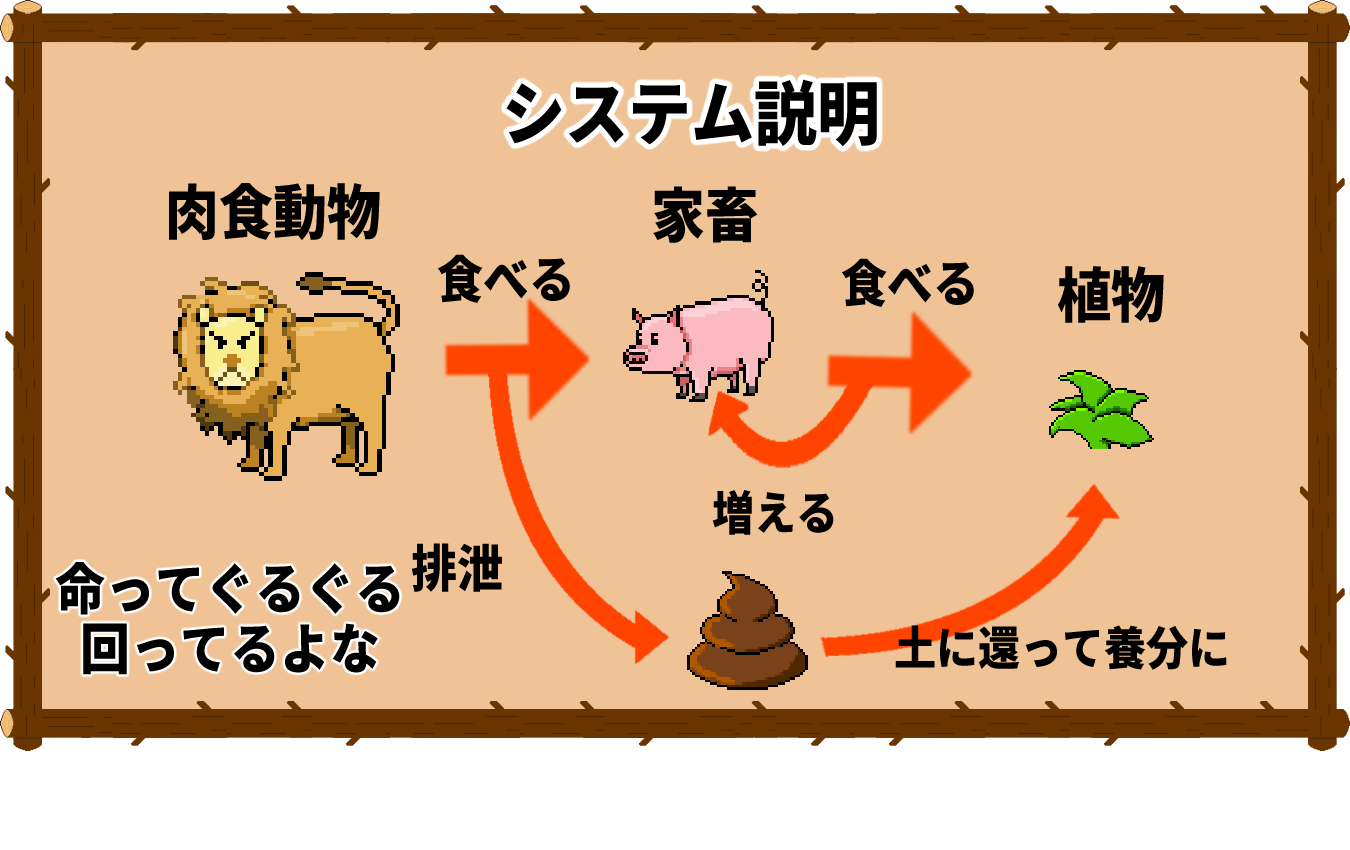 システム説明
肉食動物
家畜
食べる
食べる
植物
増える
排泄
命ってぐるぐる
回ってるよな
土に還って養分に